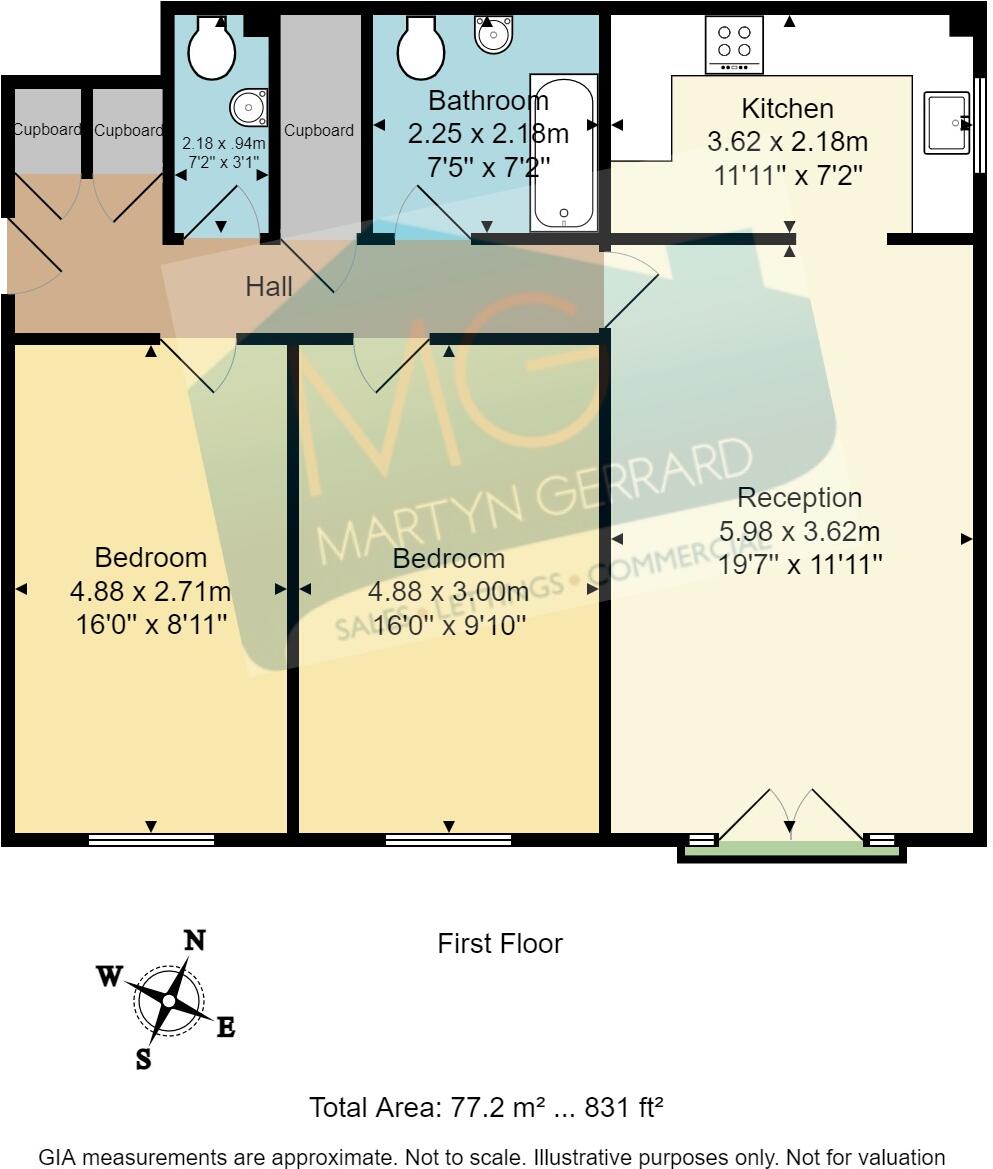 Cupboard
Cupboard
2.18 x .94m
7'2" x 3'1"
Cupboard
Bathroom
2.25 x 2.18m
7'5" x 7'2"
Kitchen
3.62 x 2.18m
11'11" x 7'2"
Hall
MG
MARTYN GERRARD
SALES • LETTINGS • COMMERCIAL
Bedroom
4.88 x 2.71m
16'0" x 8'11"
Bedroom
4.88 x 3.00m
16'0" x 9'10"
Reception
5.98 x 3.62m
19'7" x 11'11"
First Floor
N
W
E
S
Total Area: 77.2 m² ... 831 ft²
GIA measurements are approximate. Not to scale. Illustrative purposes only. Not for valuation